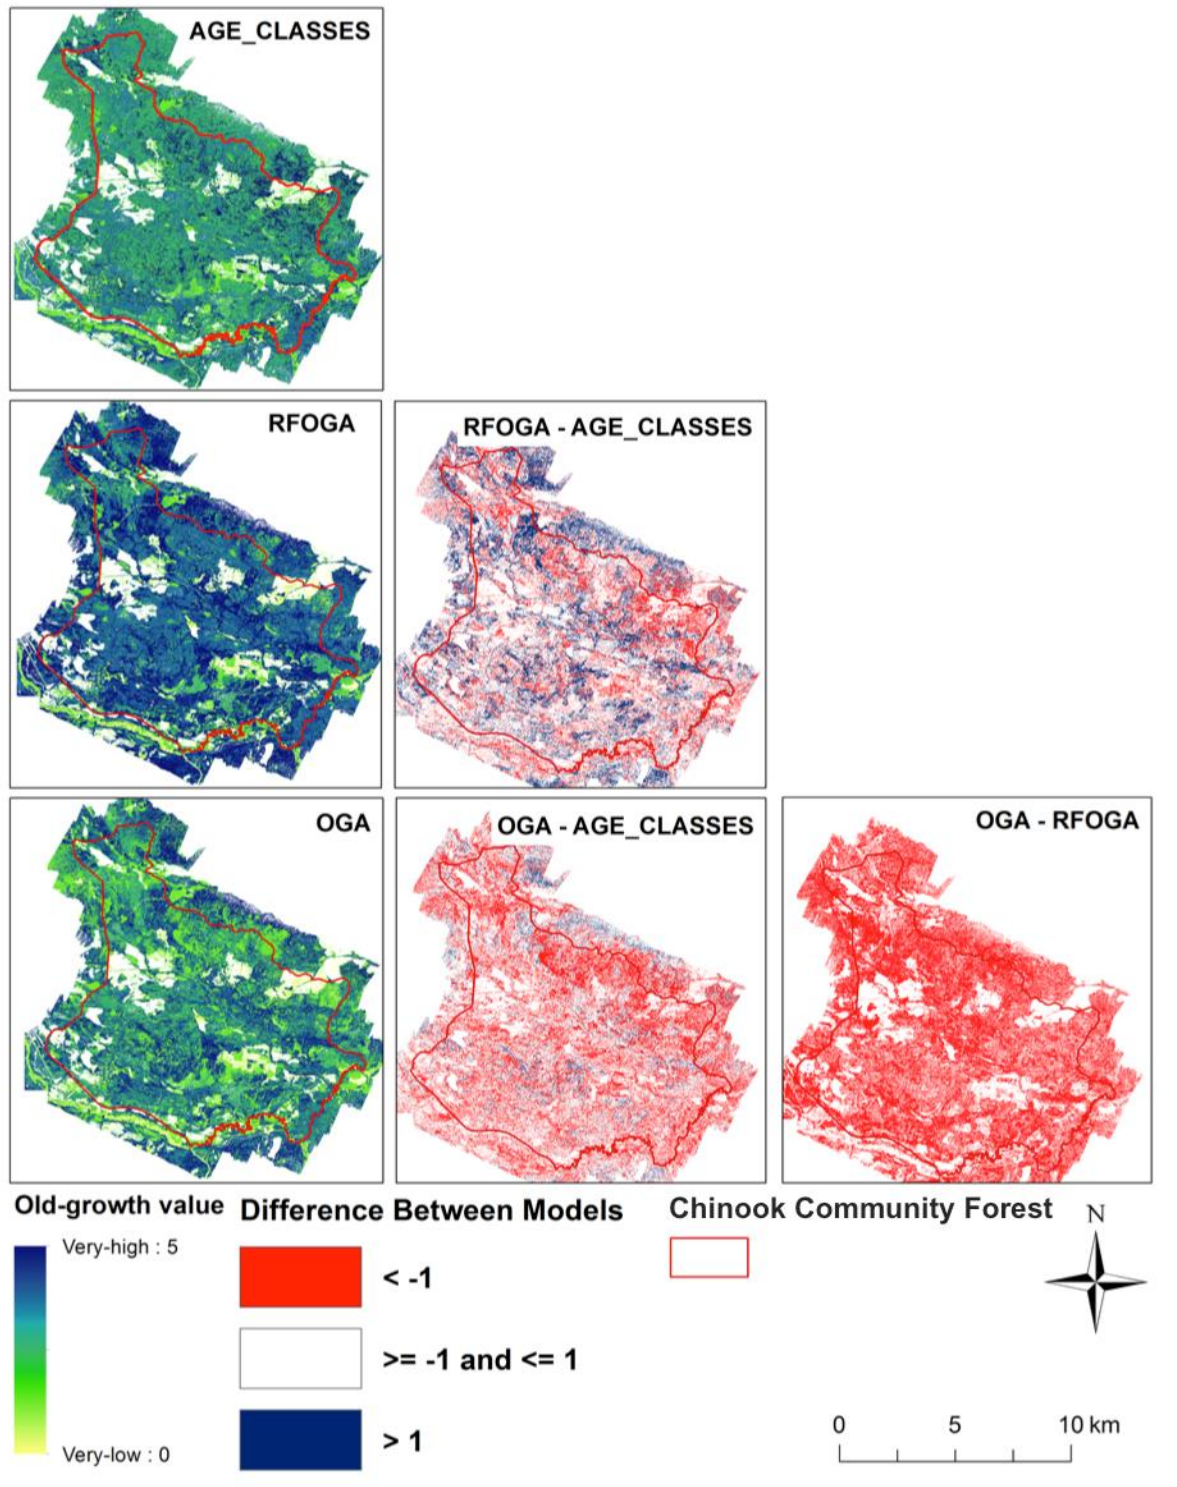 AGE_CLASSES
RFOGA
RFOGA - AGE_CLASSES
OGA
OGA - AGE_CLASSES
OGA - RFOGA
Old-growth value
Very-high : 5
Very-low : 0
Difference Between Models
< -1
>= -1 and <= 1
> 1
Chinook Community Forest
N
0 5 10 km